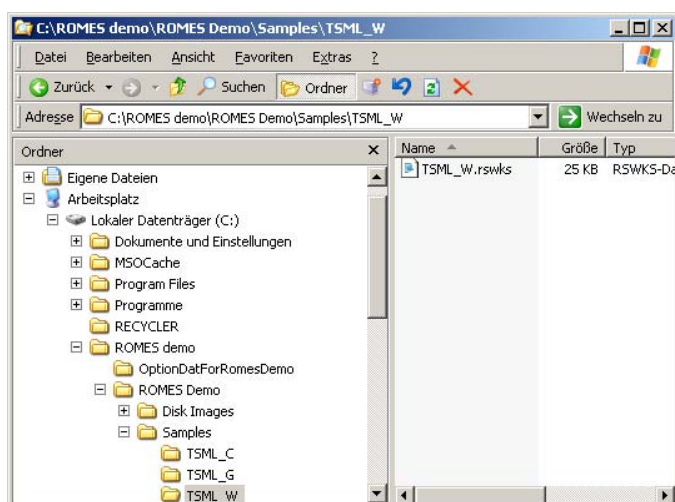 C:\ROMES demo\ROMES Demo\Samples\TSML_W
Datei Bearbeiten Ansicht Favoriten Extras ?
Zurück Suchen Ordner
Adresse C:\ROMES demo\ROMES Demo\Samples\TSML_W Wechseln zu
Ordner
Name Größe Typ
TSML_W.rswks 25 KB RSWKS-Da
Eigene Dateien
Arbeitsplatz
Lokaler Datenträger (C:)
Dokumente und Einstellungen
MSOCache
Program Files
Programme
RECYCLER
ROMES demo
OptionDatForRomesDemo
ROMES Demo
Disk Images
Samples
TSML_C
TSML_G
TSML_W